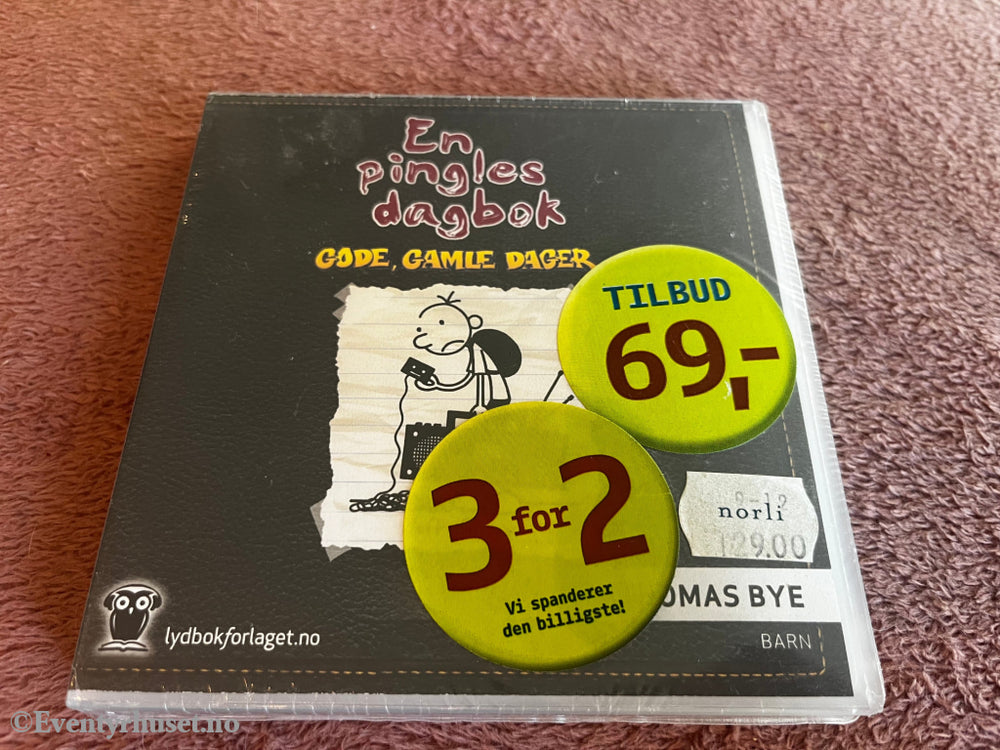 En
pingles
dagbok
GODE, GAMLE DAGER
TILBUD
69,-
3 for 2
Vi spanderer
den billigste!
norli
129.00
OMAS BYE
BARN
lydbokforlaget.no
©Eventyrhuset.no